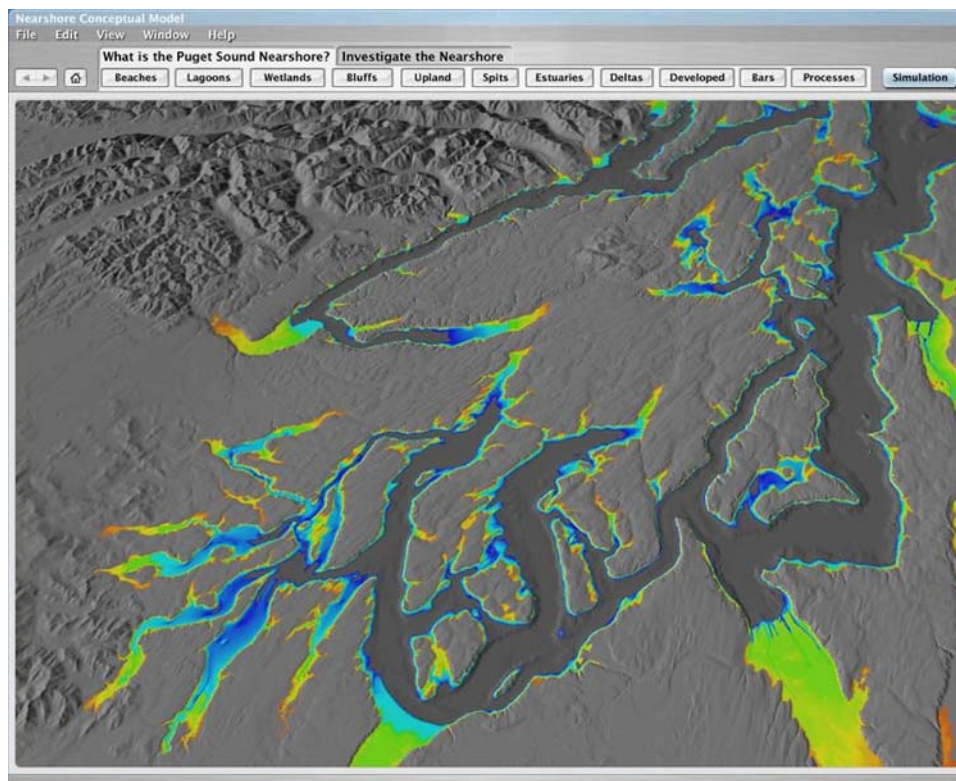 Nearshore Conceptual Model
File Edit View Window Help
What is the Puget Sound Nearshore? Investigate the Nearshore
Beaches Lagoons Wetlands Bluffs Upland Spits Estuaries Deltas Developed Bars Processes Simulation